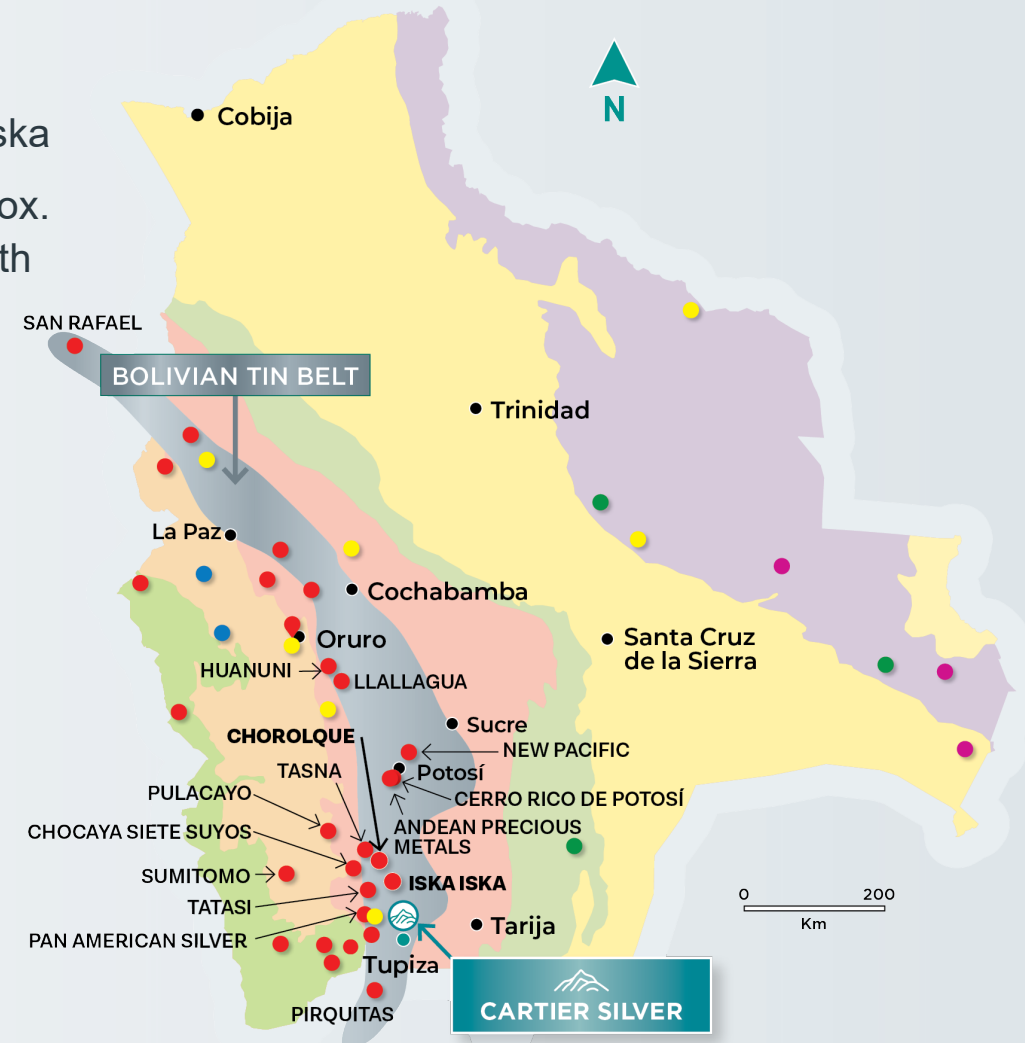 Cobija
N
ska
ox.
th
SAN RAFAEL
BOLIVIAN TIN BELT
Trinidad
La Paz
Cochabamba
Oruro
Santa Cruz
de la Sierra
HUANUNI
LLALLAGUA
Sucre
CHOROLQUE
NEW PACIFIC
TASNA
Potosí
PULACAYO
CERRO RICO DE POTOSÍ
CHOCAYA SIETE SUYOS
ANDEAN PRECIOUS
METALS
SUMITOMO
ISKA ISKA
0 200
Km
TATASI
Tarija
PAN AMERICAN SILVER
Tupiza
CARTIER SILVER
PIRQUITAS